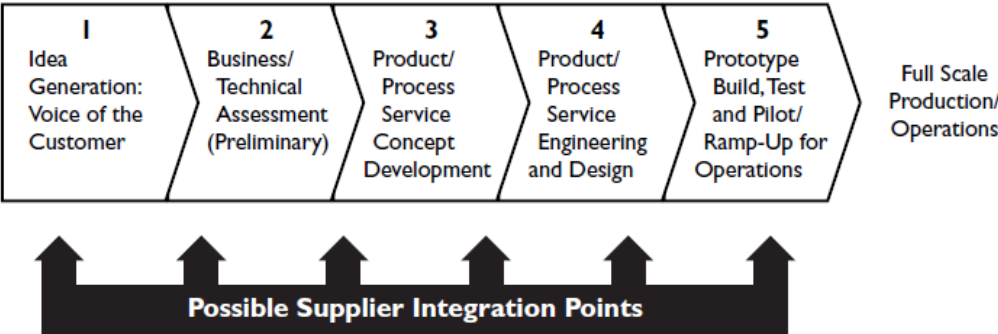 1
Idea
Generation:
Voice of the
Customer
2
Business/
Technical
Assessment
(Preliminary)
3
Product/
Process
Service
Concept
Development
4
Product/
Process
Service
Engineering
and Design
5
Prototype
Build, Test
and Pilot/
Ramp-Up for
Operations
Full Scale
Production/
Operations
Possible Supplier Integration Points